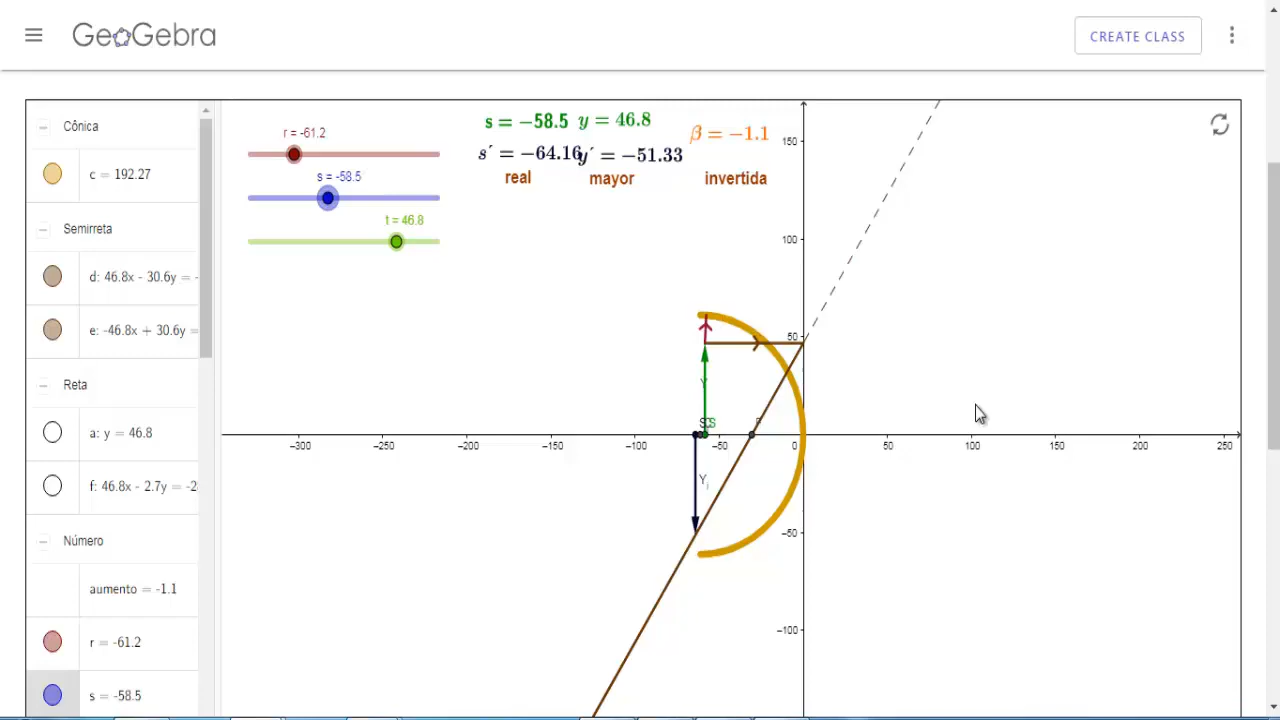 GeoGebra
CREATE CLASS
Cônica
c = 192.27
Semirreta
d: 46.8x - 30.6y = -
e: -46.8x + 30.6y =
Reta
a: y = 46.8
f: 46.8x - 2.7y = -2
Número
aumento = -1.1
r = -61.2
s = -58.5
r = -61.2
s = -58.5
t = 46.8
s = −58.5 y = 46.8
β = −1.1
s´ = −64.16 y´ = −51.33
real mayor invertida
150
100
50
Y
F
−300 −250 −200 −150 −100 −50 0 50 100 150 200 250
Yi
−50
−100